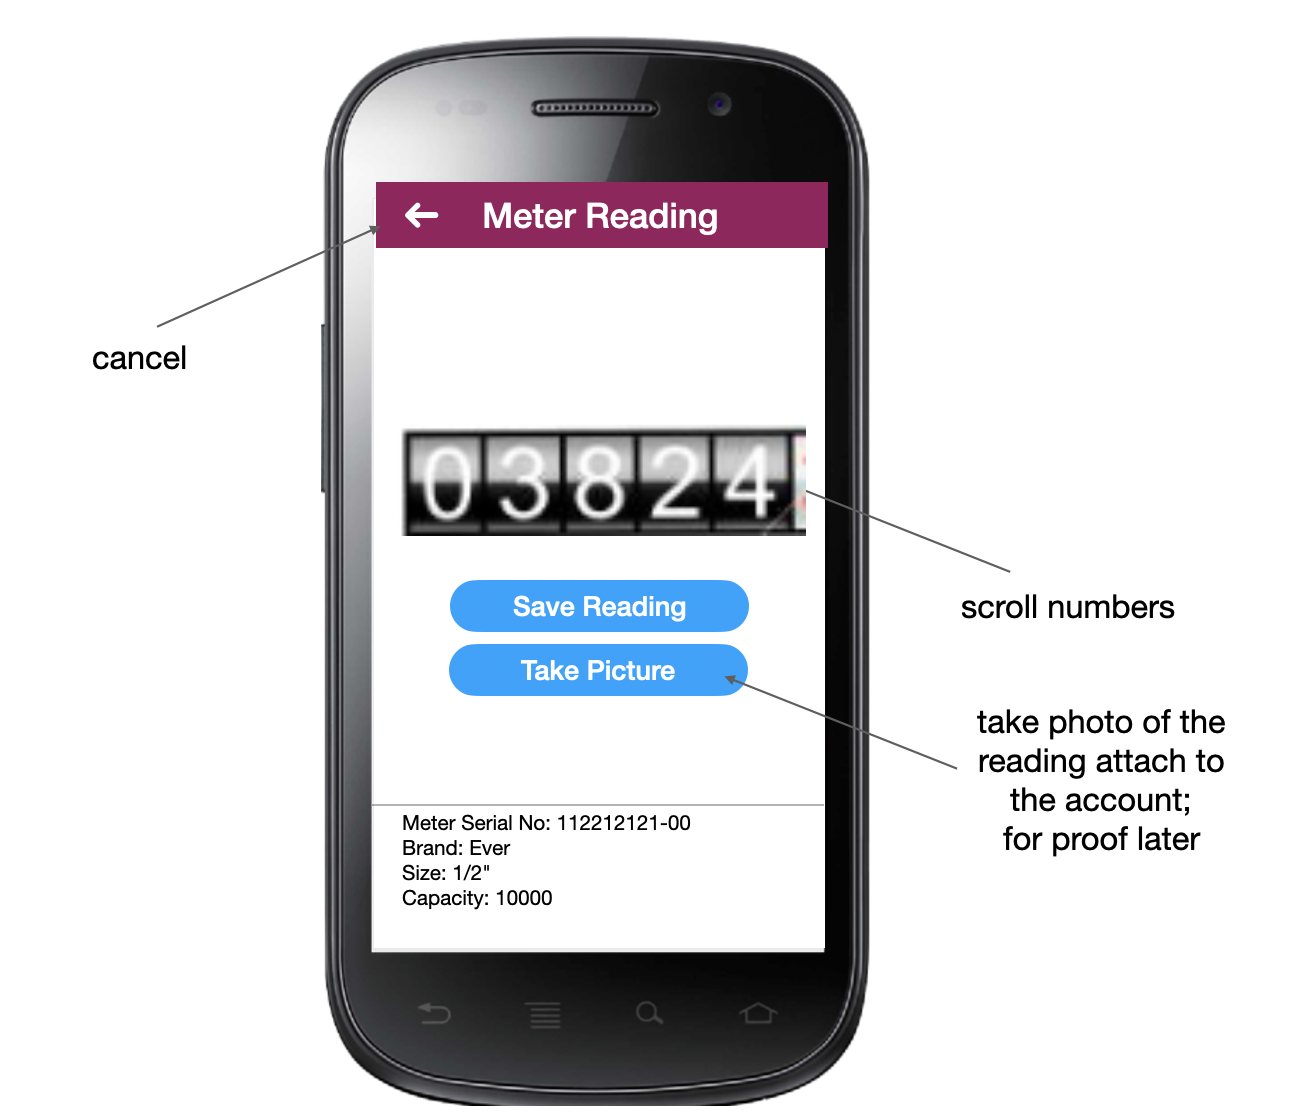 Meter Reading
cancel
03824
Save Reading
scroll numbers
Take Picture
take photo of the
reading attach to
the account;
for proof later
Meter Serial No: 112212121-00
Brand: Ever
Size: 1/2"
Capacity: 10000